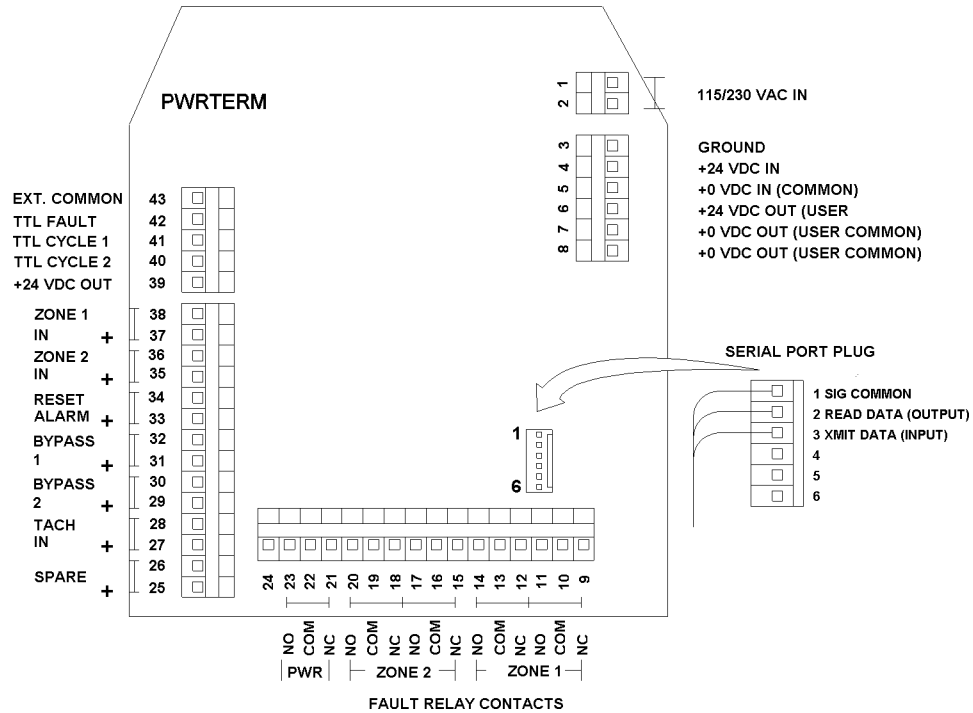 PWRTERM
1
2
115/230 VAC IN
3 GROUND
4 +24 VDC IN
5 +0 VDC IN (COMMON)
6 +24 VDC OUT (USER
7 +0 VDC OUT (USER COMMON)
8 +0 VDC OUT (USER COMMON)
EXT. COMMON 43
TTL FAULT 42
TTL CYCLE 1 41
TTL CYCLE 2 40
+24 VDC OUT 39
ZONE 1 38
IN + 37
ZONE 2 36
IN + 35
RESET 34
ALARM + 33
BYPASS 32
1 + 31
BYPASS 30
2 + 29
TACH 28
IN + 27
SPARE 26
+ 25
SERIAL PORT PLUG
1 SIG COMMON
2 READ DATA (OUTPUT)
3 XMIT DATA (INPUT)
4
5
6
1
6
24 23 22 21 20 19 18 17 16 15 14 13 12 11 10 9
NO COM NC NO COM NC NO COM NC NO COM NC NO COM NC
PWR ZONE 2 ZONE 1
FAULT RELAY CONTACTS